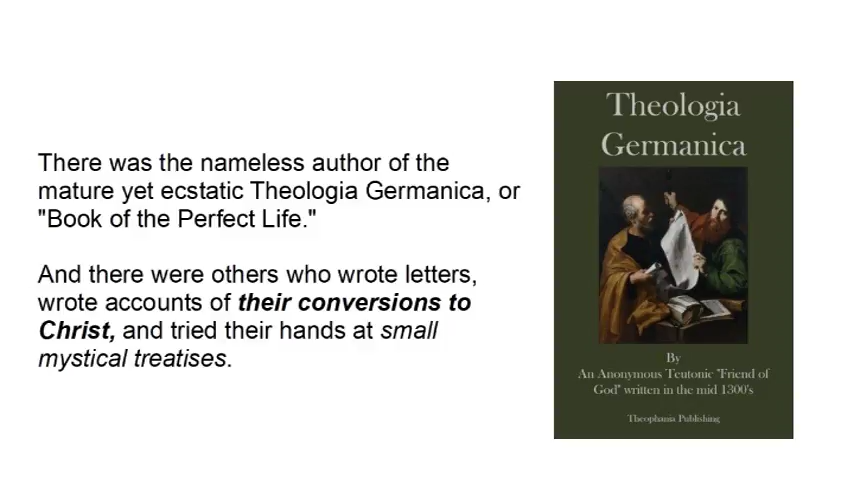 There was the nameless author of the
mature yet ecstatic Theologia Germanica, or
"Book of the Perfect Life."
And there were others who wrote letters,
wrote accounts of their conversions to
Christ, and tried their hands at small
mystical treatises.
Theologia
Germanica
By
An Anonymous Teutonic "Friend of
God" written in the mid 1300's
Theophania Publishing